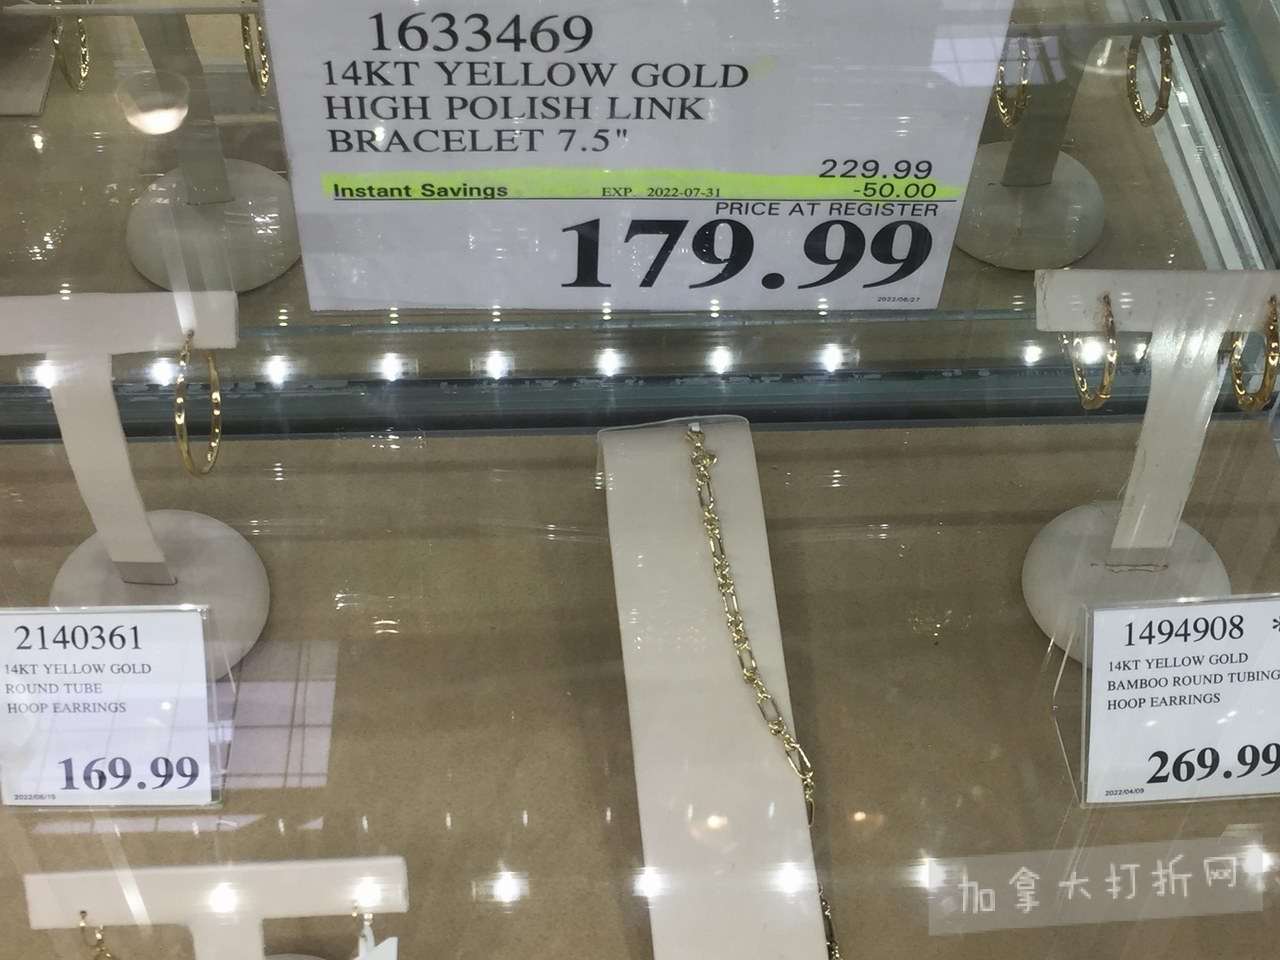 1633469
14KT YELLOW GOLD
HIGH POLISH LINK
BRACELET 7.5"
229.99
Instant Savings EXP. 2022-07-31 -50.00
PRICE AT REGISTER
179.99
2022/06/27
2140361
14KT YELLOW GOLD
ROUND TUBE
HOOP EARRINGS
169.99
2022/06/15
1494908 *
14KT YELLOW GOLD
BAMBOO ROUND TUBING
HOOP EARRINGS
269.99
2022/04/09
加拿大打折网